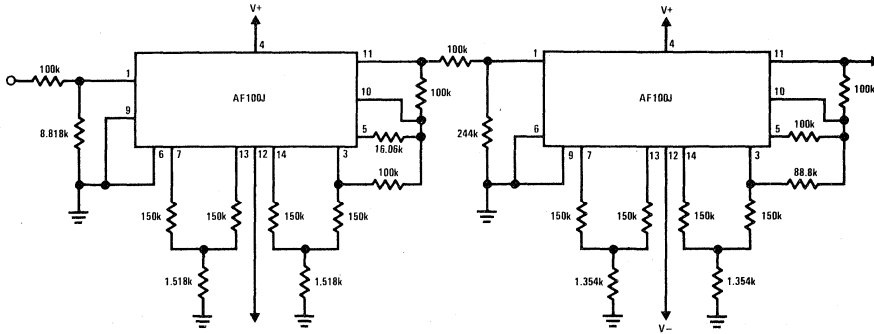 V+ V+
4 4
100k 1 11 100k 1 11
AF100J 10 100k AF100J 10 100k
9 5 6 5 100k
8.818k 16.06k 244k
6 7 13 12 14 3 9 7 13 12 14 3
100k 88.8k
150k 150k 150k 150k 150k 150k 150k 150k
1.518k 1.518k 1.354k 1.354k
V−